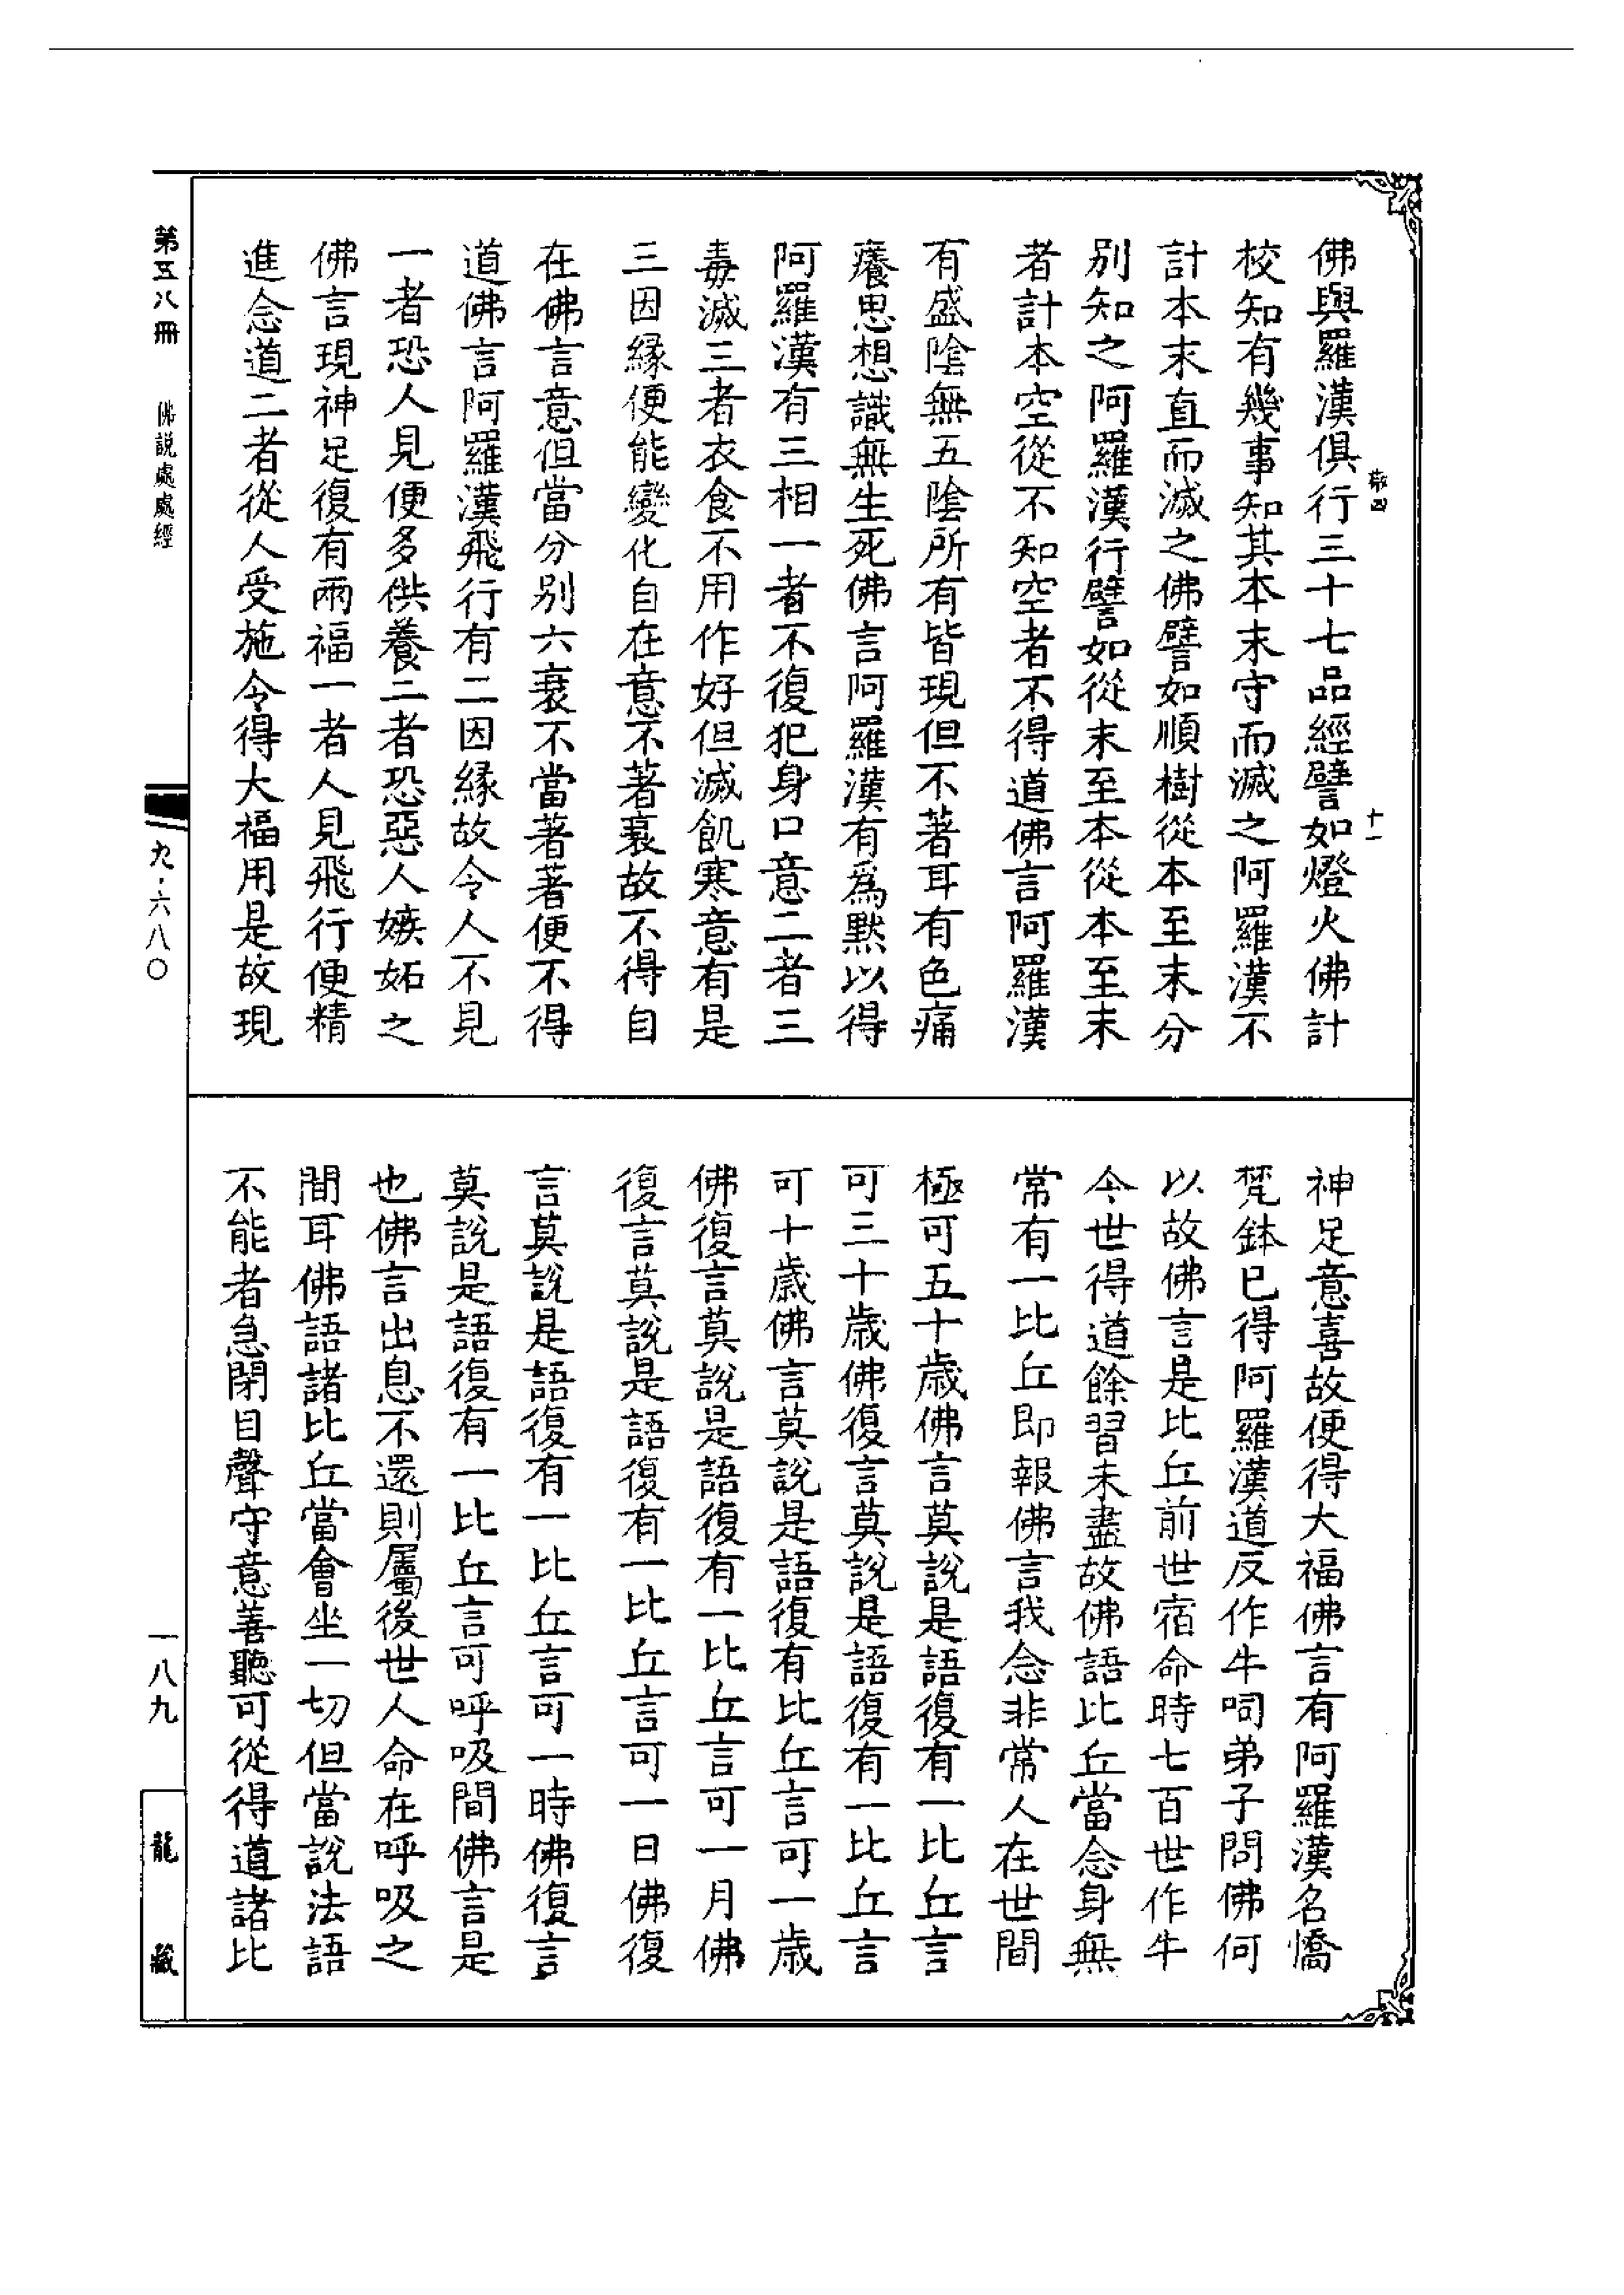 佛與羅漢俱行三十七品經譬如燈火佛計
校知有幾事知其本末守而滅之阿羅漢不
計本末直而滅之佛譬如順樹從本至末分
别知之阿羅漢行譬如從末至本從本至末
者計本空從不知空者不得道佛言阿羅漢
有盛陰無五陰所有皆現但不著耳有色痛
癢思想識無生死佛言阿羅漢有為默以得
阿羅漢有三相一者不復犯身口意二者三
毒滅三者衣食不用作好但滅飢寒意有是
三因緣便能變化自在意不著衰故不得自
在佛言意但當分别六衰不當著著便不得
道佛言阿羅漢飛行有二因緣故令人不見
一者恐人見便多供養二者恐惡人嫉妬之
佛言現神足復有兩福一者人見飛行便精
進念道二者從人受施令得大福用是故現
神足意喜故便得大福佛言有阿羅漢名憍
梵鉢已得阿羅漢道反作牛呞弟子問佛何
以故佛言是比丘前世宿命時七百世作牛
今世得道餘習未盡故佛語比丘當念身無
常有一比丘即報佛言我念非常人在世間
極可五十歲佛言莫說是語復有一比丘言
可三十歲佛復言莫說是語復有一比丘言
可十歲佛言莫說是語復有比丘言可一歲
佛復言莫說是語復有一比丘言可一月佛
復言莫說是語復有一比丘言可一日佛復
言莫說是語復有一比丘言可一時佛復言
莫說是語復有一比丘言可呼吸間佛言是
也佛言出息不還則屬後世人命在呼吸之
間耳佛語諸比丘當會坐一切但當說法語
不能者急閉目聲守意善聽可從得道諸比
十一
第五八冊
佛說處處經
九·六八〇
一八九
龍藏